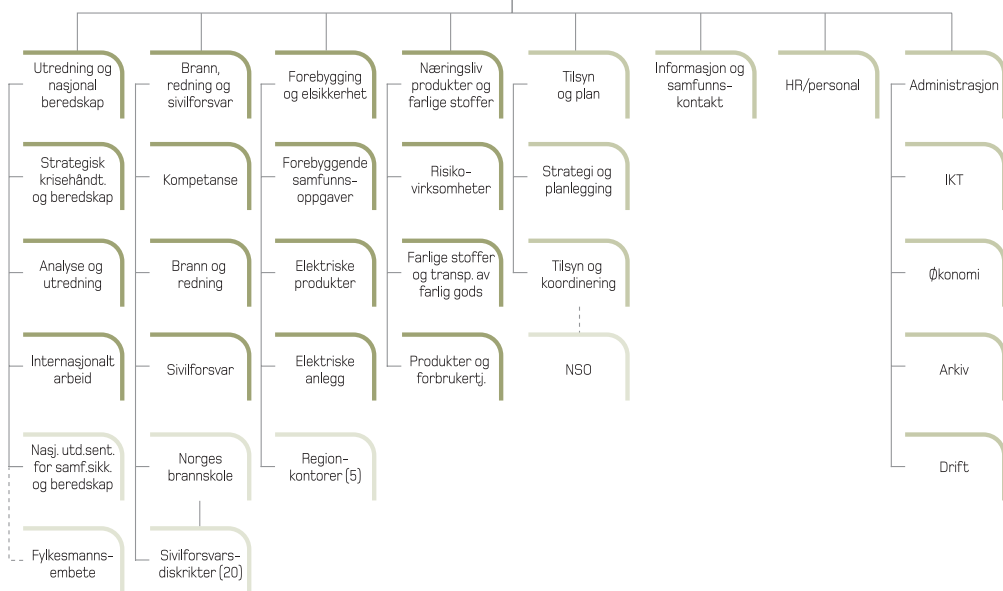 Utredning og
nasjonal
beredskap
Brann,
redning og
sivilforsvar
Forebygging
og elsikkerhet
Næringsliv
produkter og
farlige stoffer
Tilsyn
og plan
Informasjon og
samfunns-
kontakt
HR/personal
Administrasjon
Strategisk
krisehåndt.
og beredskap
Kompetanse
Forebyggende
samfunns-
oppgaver
Risiko-
virksomheter
Strategi og
planlegging
IKT
Analyse og
utredning
Brann og
redning
Elektriske
produkter
Farlige stoffer
og transp. av
farlig gods
Tilsyn og
koordinering
Økonomi
Internasjonalt
arbeid
Sivilforsvar
Elektriske
anlegg
Produkter og
forbrukertj.
NSO
Arkiv
Nasj. utd.sent.
for samf.sikk.
og beredskap
Norges
brannskole
Region-
kontorer (5)
Drift
Fylkesmanns-
embete
Sivilforsvars-
diskrikter (20)